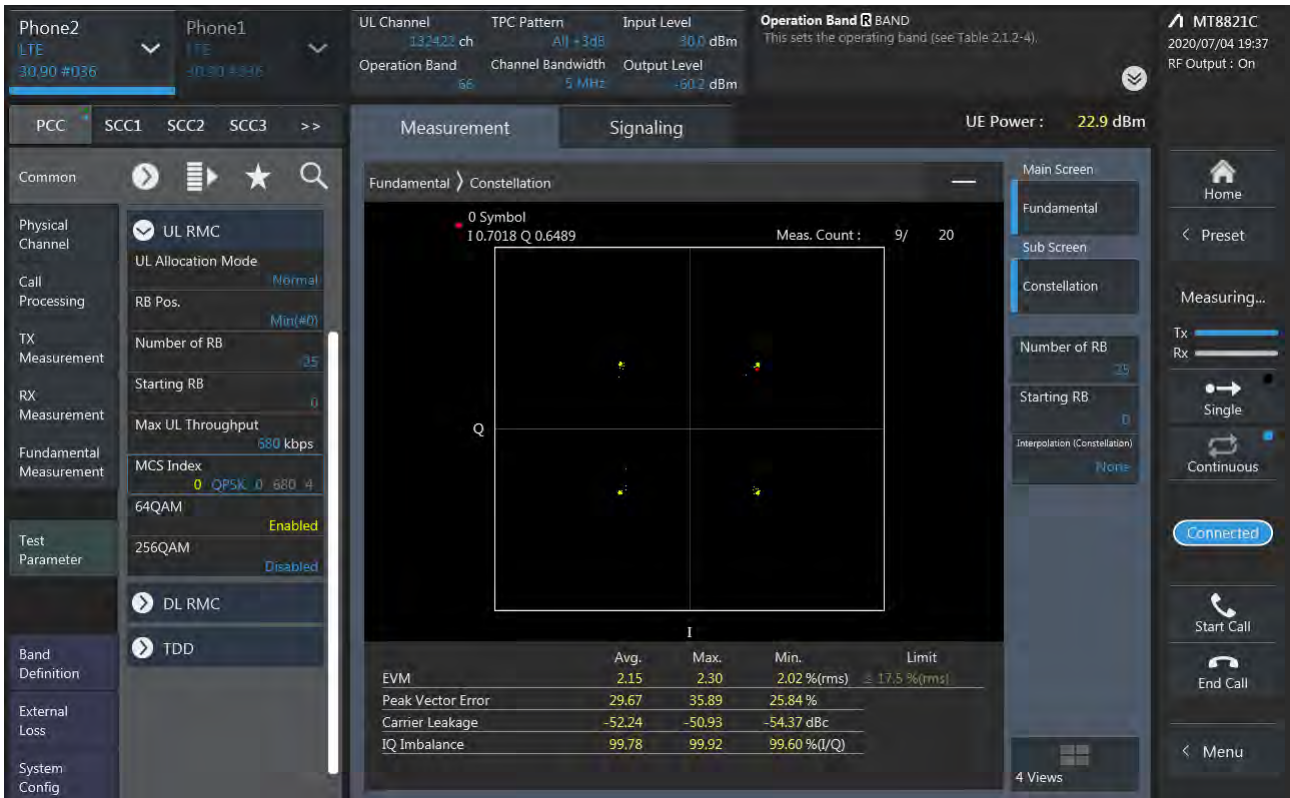 Phone2
LTE
30.90 #036
Phone1
LTE
30.90 #036
UL Channel
132422 ch
TPC Pattern
All +3dB
Input Level
30.0 dBm
Operation Band
66
Channel Bandwidth
5 MHz
Output Level
-60.2 dBm
Operation Band R BAND
This sets the operating band (see Table 2.1.2-4).
MT8821C
2020/07/04 19:37
RF Output : On
PCC SCC1 SCC2 SCC3 >>
Measurement
Signaling
UE Power : 22.9 dBm
Common
Physical
Channel
Call
Processing
TX
Measurement
RX
Measurement
Fundamental
Measurement
Test
Parameter
Band
Definition
External
Loss
System
Config
UL RMC
UL Allocation Mode
Normal
RB Pos.
Min(#0)
Number of RB
25
Starting RB
0
Max UL Throughput
680 kbps
MCS Index
0 QPSK 0 680 4
64QAM
Enabled
256QAM
Disabled
DL RMC
TDD
Fundamental 〉 Constellation
0 Symbol
I 0.7018 Q 0.6489
Meas. Count : 9/ 20
Q
I
Avg. Max. Min. Limit
EVM 2.15 2.30 2.02 %(rms) ≤ 17.5 %(rms)
Peak Vector Error 29.67 35.89 25.84 %
Carrier Leakage -52.24 -50.93 -54.37 dBc
IQ Imbalance 99.78 99.92 99.60 %(I/Q)
Main Screen
Fundamental
Sub Screen
Constellation
Number of RB
25
Starting RB
0
Interpolation (Constellation)
None
4 Views
Home
< Preset
Measuring...
Tx
Rx
Single
Continuous
Connected
Start Call
End Call
< Menu